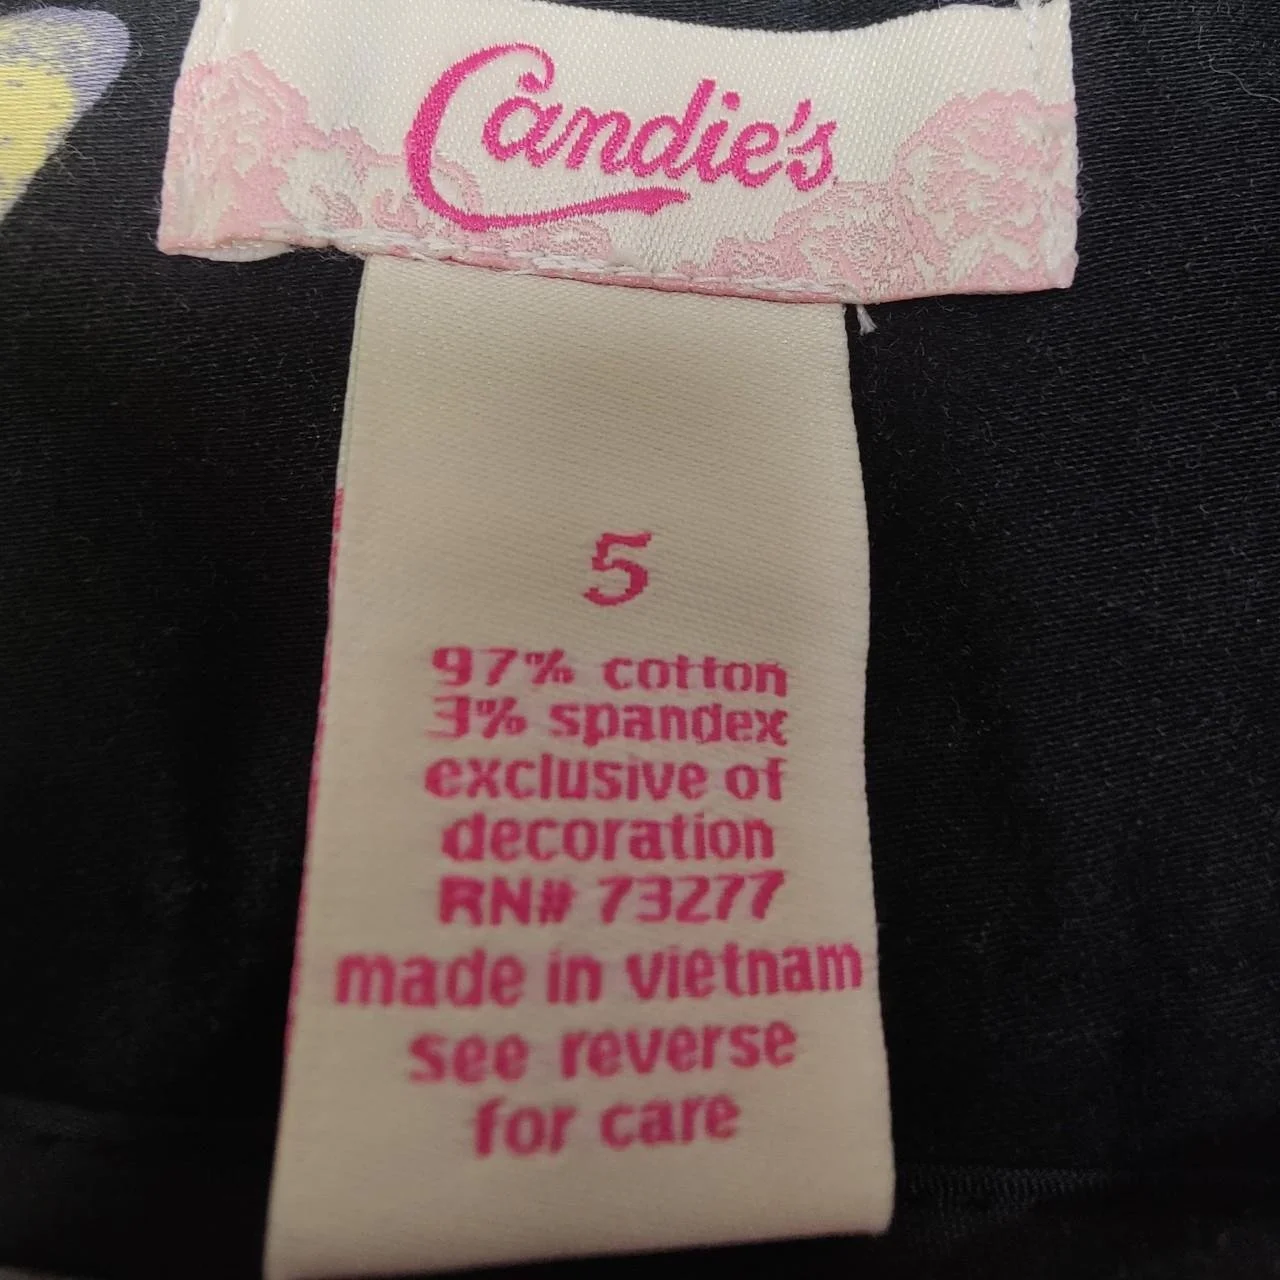 Candie's
5
97% cotton
3% spandex
exclusive of
decoration
RN# 73277
made in vietnam
see reverse
for care